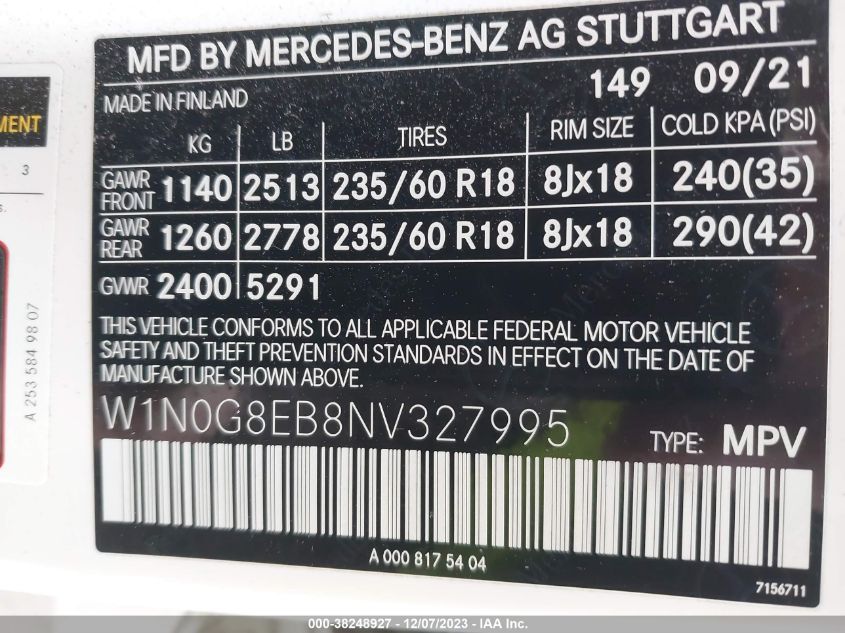 MFD BY MERCEDES-BENZ AG STUTTGART
149 09/21
MADE IN FINLAND
KG LB TIRES RIM SIZE COLD KPA (PSI)
GAWR FRONT 1140 2513 235/60 R18 8Jx18 240(35)
GAWR REAR 1260 2778 235/60 R18 8Jx18 290(42)
GVWR 2400 5291
THIS VEHICLE CONFORMS TO ALL APPLICABLE FEDERAL MOTOR VEHICLE
SAFETY AND THEFT PREVENTION STANDARDS IN EFFECT ON THE DATE OF
MANUFACTURE SHOWN ABOVE.
W1N0G8EB8NV327995
TYPE: MPV
A 000 817 54 04
7156711
MENT
3
s.
A 253 584 98 07
000-38248927 - 12/07/2023 - IAA Inc.